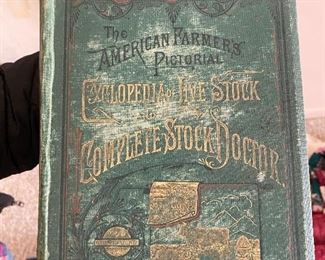 The
AMERICAN FARMERS'
PICTORIAL
CYCLOPEDIA OF LIVE STOCK
COMPLETE STOCK DOCTOR